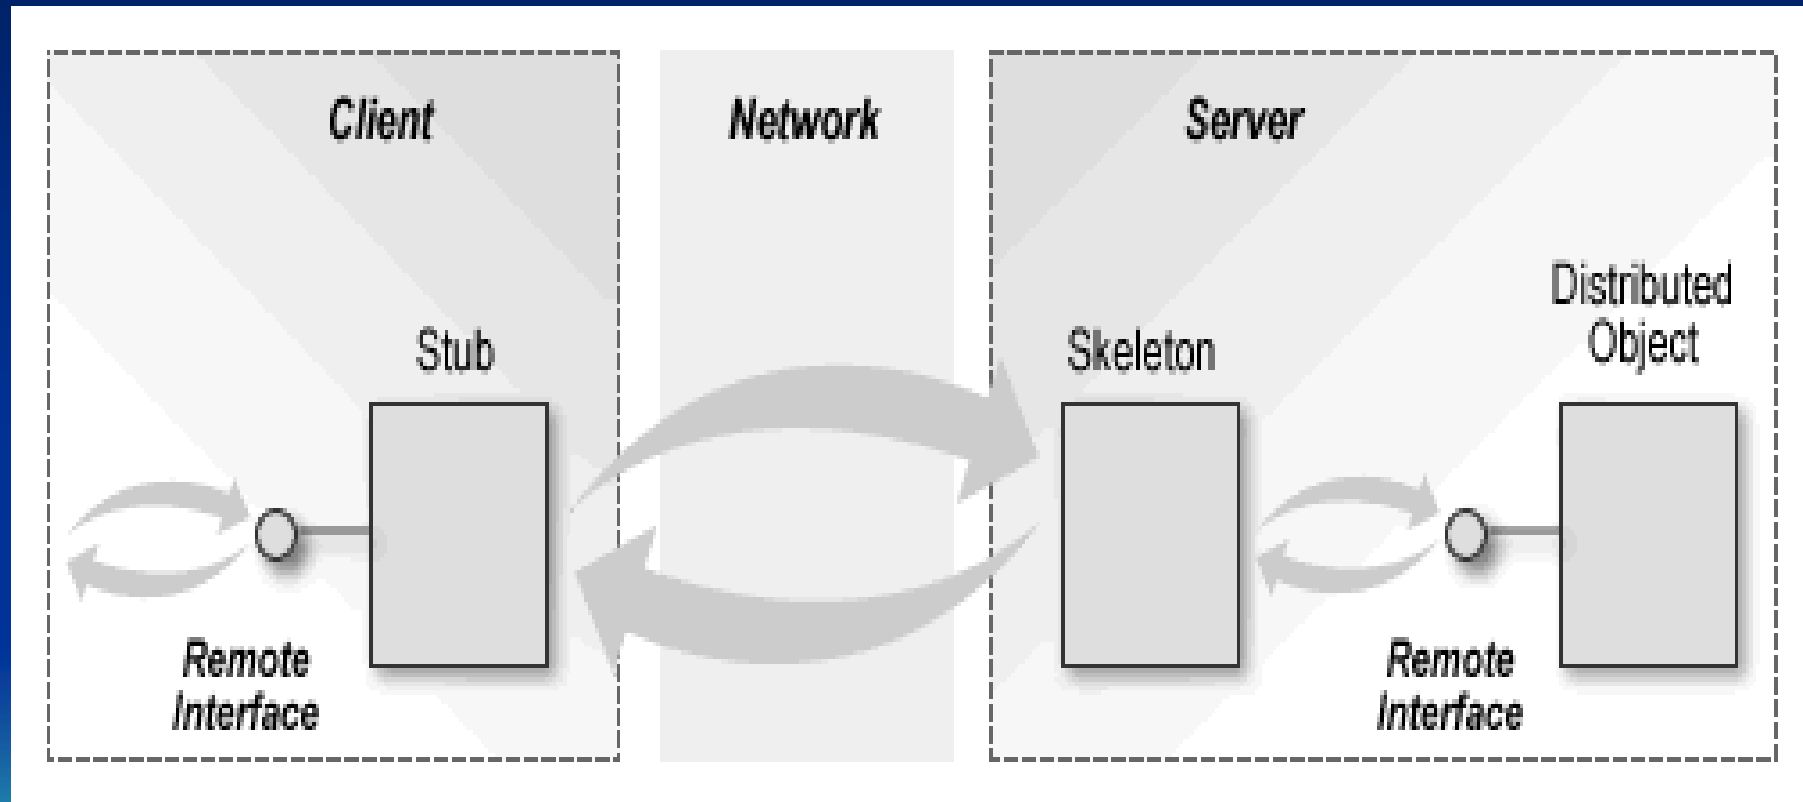 Client
Network
Server
Distributed
Object
Stub
Skeleton
Remote
Interface
Remote
Interface